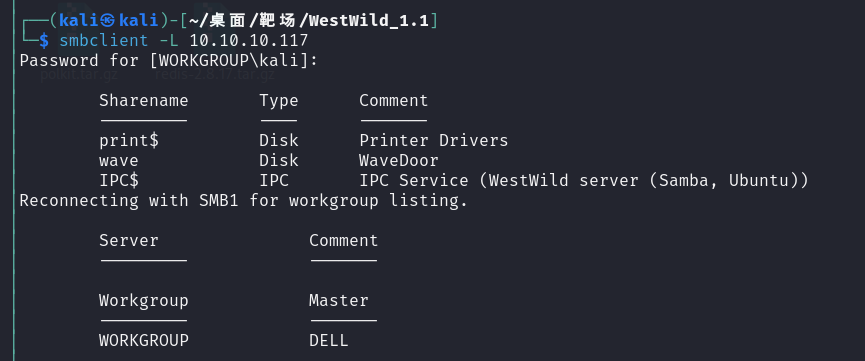 ┌──(kali㉿kali)-[~/桌面/靶场/WestWild_1.1]
└─$ smbclient -L 10.10.10.117
Password for [WORKGROUP\kali]:
Sharename Type Comment
--------- ---- -------
print$ Disk Printer Drivers
wave Disk WaveDoor
IPC$ IPC IPC Service (WestWild server (Samba, Ubuntu))
Reconnecting with SMB1 for workgroup listing.
Server Comment
--------- -------
Workgroup Master
--------- -------
WORKGROUP DELL